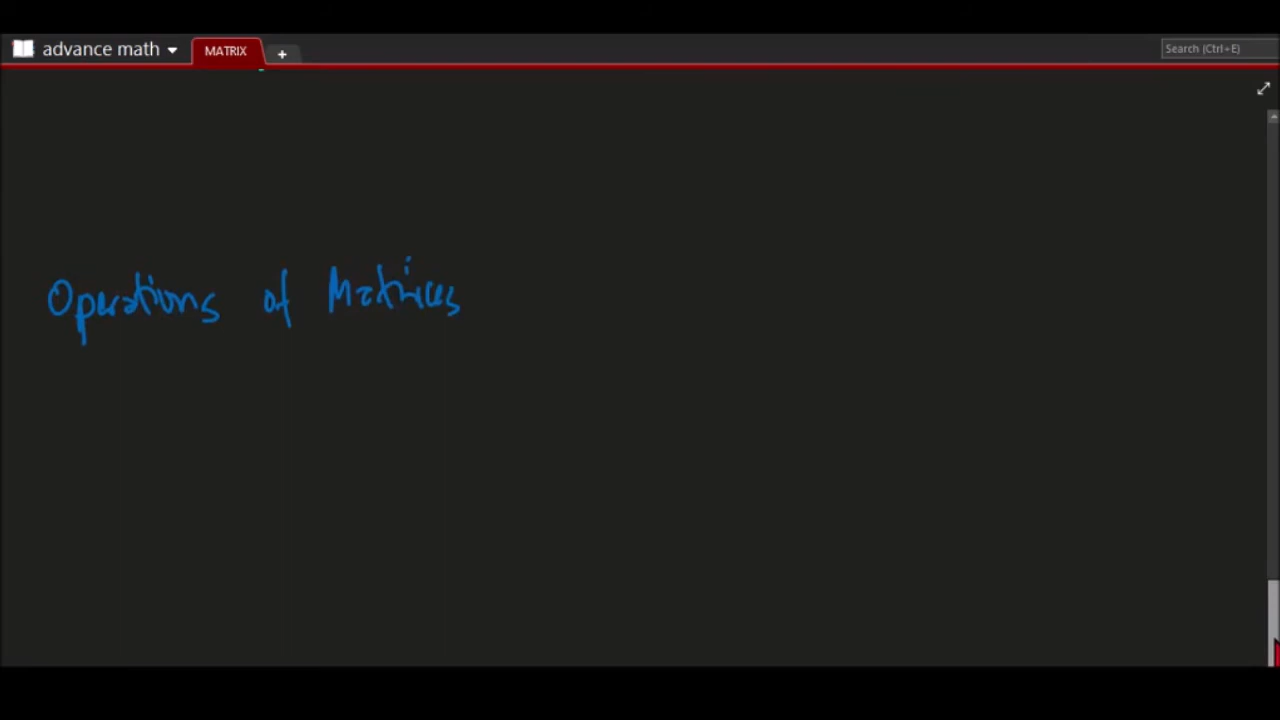 advance math
MATRIX
+
Search (Ctrl+E)
Operations of Matrices